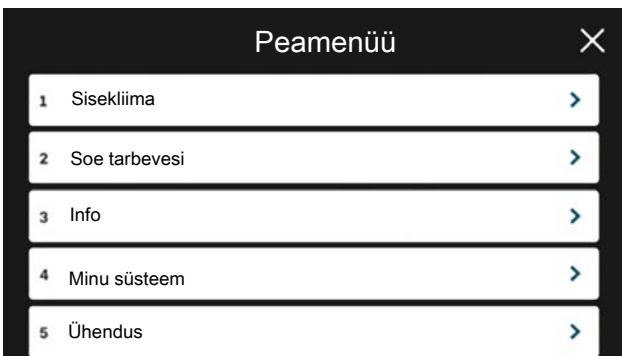 Peamenüü
1 Sisekliima
2 Soe tarbevesi
3 Info
4 Minu süsteem
5 Ühendus